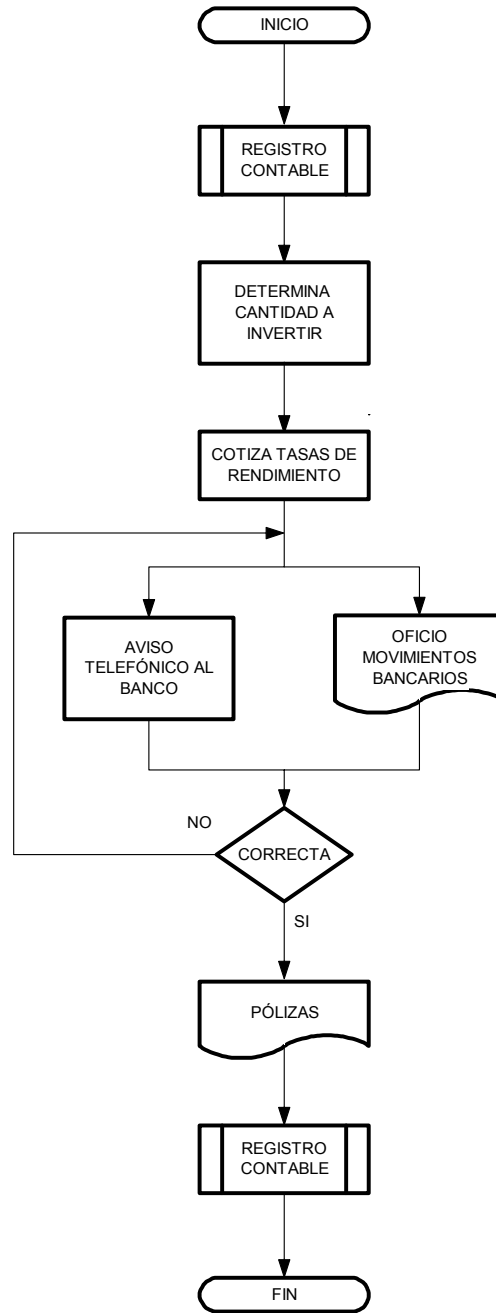 INICIO
REGISTRO
CONTABLE
DETERMINA
CANTIDAD A
INVERTIR
COTIZA TASAS DE
RENDIMIENTO
AVISO
TELEFÓNICO AL
BANCO
OFICIO
MOVIMIENTOS
BANCARIOS
NO
CORRECTA
SI
PÓLIZAS
REGISTRO
CONTABLE
FIN